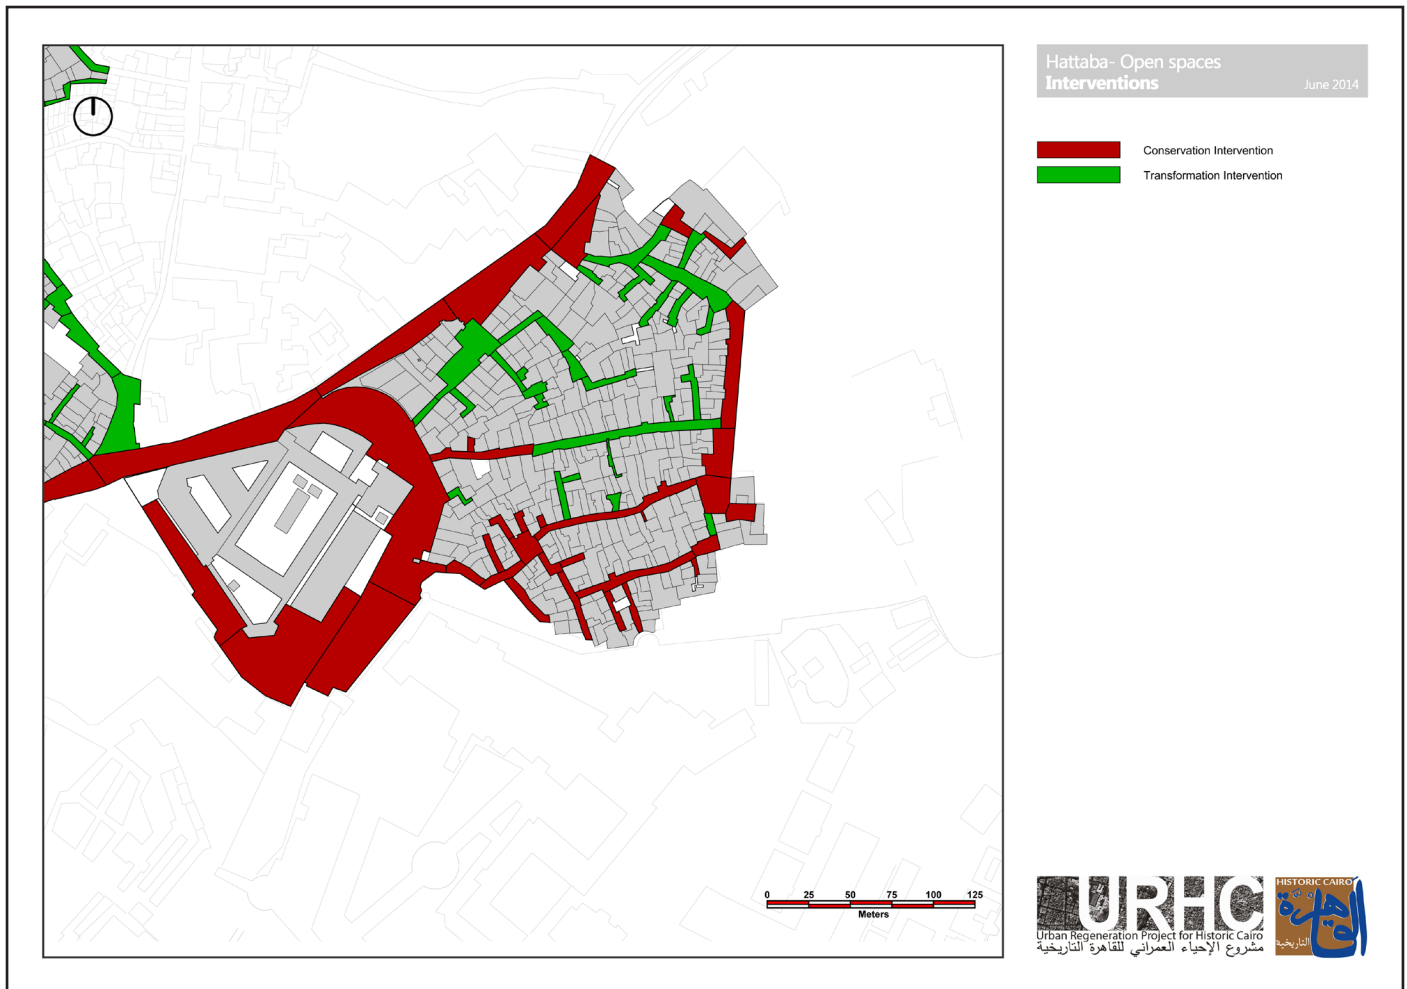 Hattaba- Open spaces
Interventions
June 2014
Conservation Intervention
Transformation Intervention
0 25 50 75 100 125
Meters
URHC
Urban Regeneration Project for Historic Cairo
مشروع الإحياء العمراني للقاهرة التاريخية
HISTORIC CAIRO
القاهرة
التاريخية